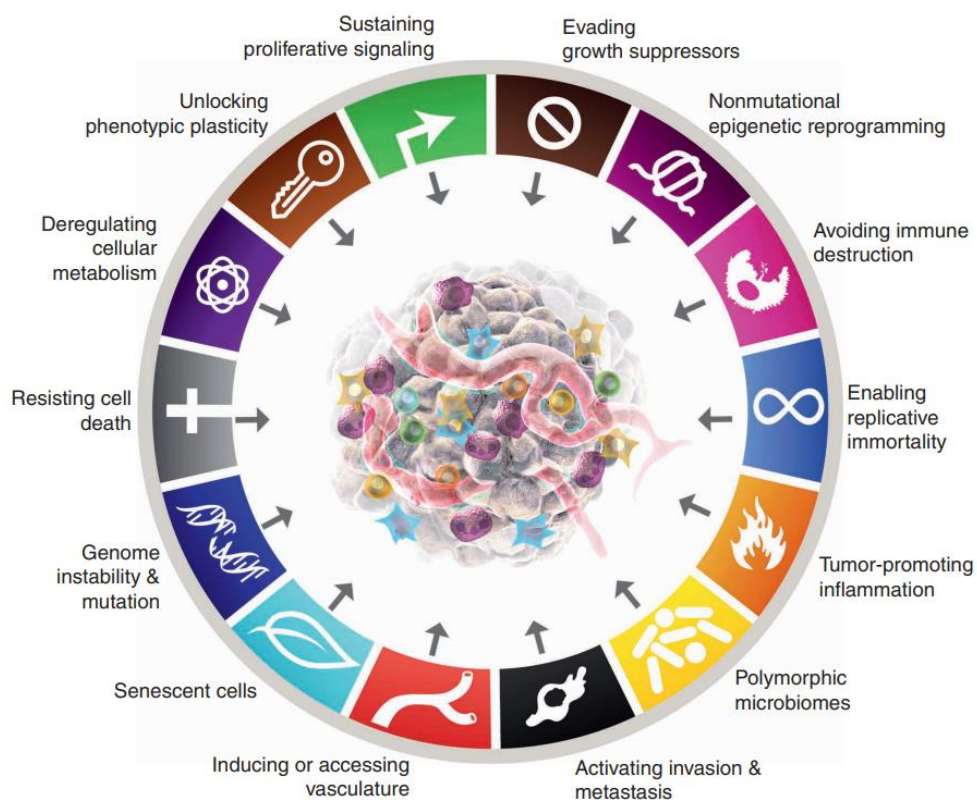 Sustaining
proliferative signaling
Evading
growth suppressors
Nonmutational
epigenetic reprogramming
Avoiding immune
destruction
Enabling
replicative
immortality
Tumor-promoting
inflammation
Polymorphic
microbiomes
Activating invasion &
metastasis
Inducing or accessing
vasculature
Senescent cells
Genome
instability &
mutation
Resisting cell
death
Deregulating
cellular
metabolism
Unlocking
phenotypic plasticity